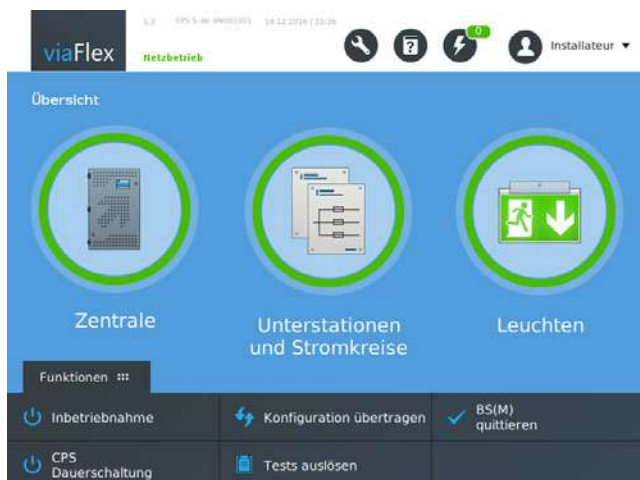 viaFlex
Netzbetrieb
0
Installateur
Übersicht
Zentrale
Unterstationen
und Stromkreise
Leuchten
Funktionen
Inbetriebnahme
Konfiguration übertragen
BS(M)
quittieren
CPS
Dauerschaltung
Tests auslösen